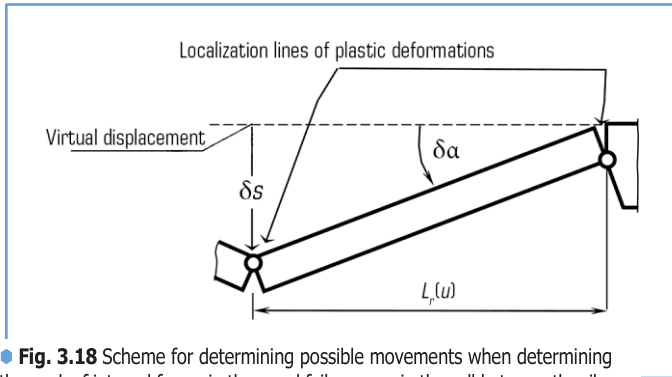 Localization lines of plastic deformations
Virtual displacement
δα
δs
Lᵣ(u)
Fig. 3.18 Scheme for determining possible movements when determining